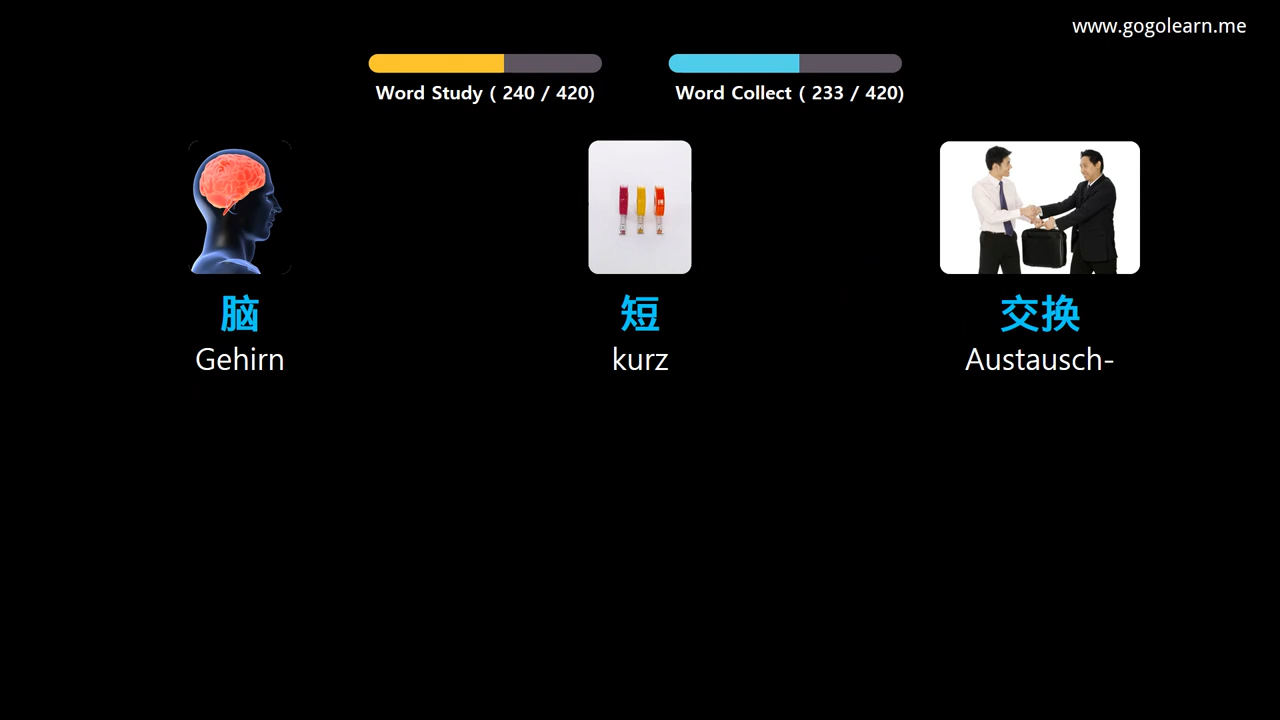 www.gogolearn.me
Word Study ( 240 / 420)
Word Collect ( 233 / 420)
脑
短
交换
Gehirn
kurz
Austausch-